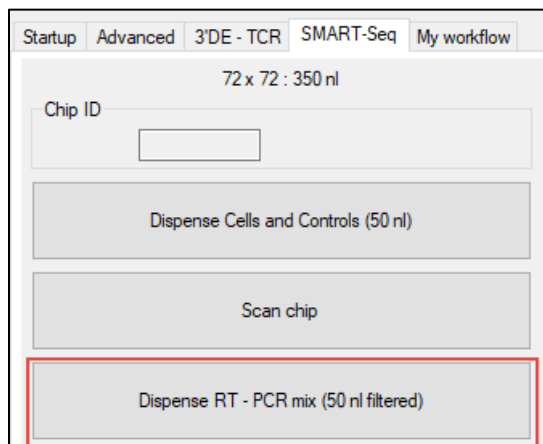 Startup Advanced 3'DE - TCR SMART-Seq My workflow
72 x 72 : 350 nl
Chip ID
Dispense Cells and Controls (50 nl)
Scan chip
Dispense RT - PCR mix (50 nl filtered)